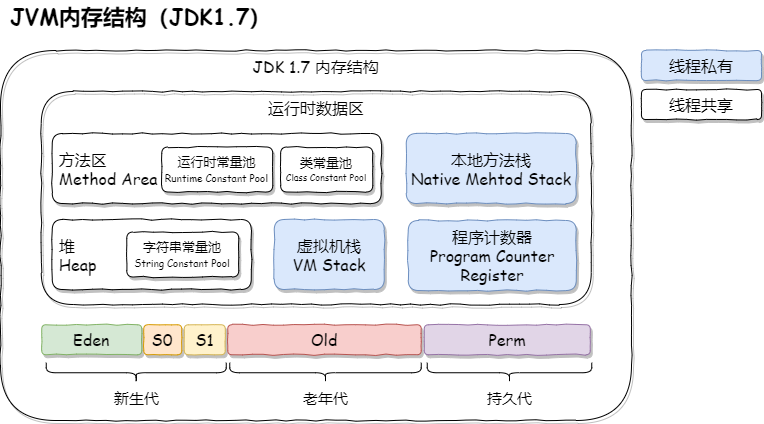 JVM内存结构（JDK1.7）
JDK 1.7 内存结构
线程私有
线程共享
运行时数据区
方法区
Method Area
运行时常量池
Runtime Constant Pool
类常量池
Class Constant Pool
本地方法栈
Native Mehtod Stack
堆
Heap
字符串常量池
String Constant Pool
虚拟机栈
VM Stack
程序计数器
Program Counter
Register
Eden
S0
S1
Old
Perm
新生代
老年代
持久代